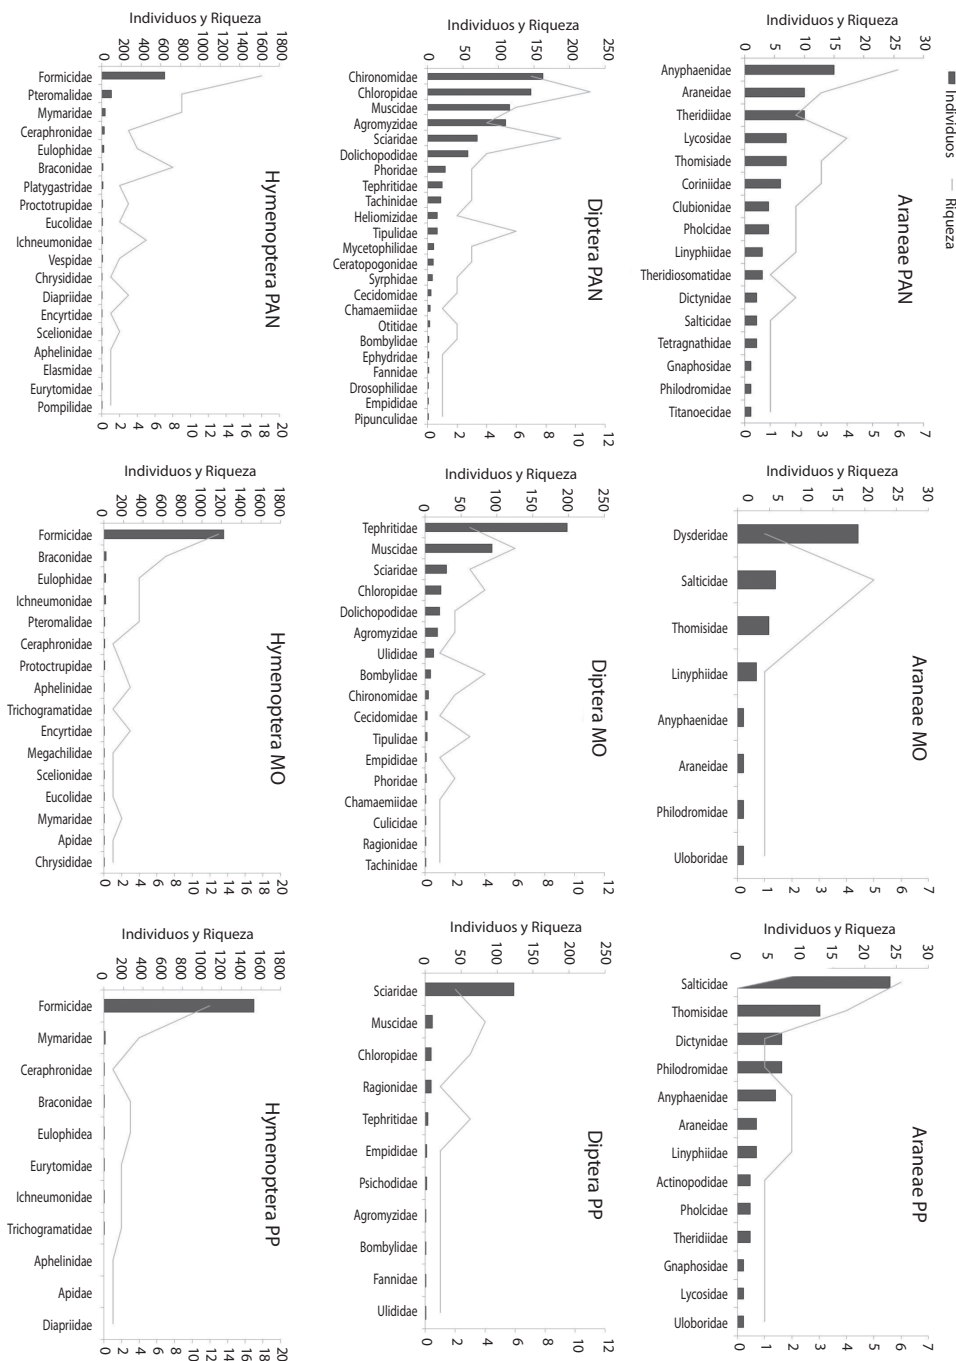 Individuos
Riqueza
Araneae PAN
Individuos y Riqueza
0 5 10 15 20 25 30
Anyphaenidae
Araneidae
Theridiidae
Lycosidae
Thomisiade
Coriniidae
Clubionidae
Pholcidae
Linyphiidae
Theridiosomatidae
Dictynidae
Salticidae
Tetragnathidae
Gnaphosidae
Philodromidae
Titanoecidae
0 1 2 3 4 5 6 7
Araneae MO
Individuos y Riqueza
0 5 10 15 20 25 30
Dysderidae
Salticidae
Thomisidae
Linyphiidae
Anyphaenidae
Araneidae
Philodromidae
Uloboridae
0 1 2 3 4 5 6 7
Araneae PP
Individuos y Riqueza
0 5 10 15 20 25 30
Salticidae
Thomisidae
Dictynidae
Philodromidae
Anyphaenidae
Araneidae
Linyphiidae
Actinopodidae
Pholcidae
Theridiidae
Gnaphosidae
Lycosidae
Uloboridae
0 1 2 3 4 5 6 7
Diptera PAN
Individuos y Riqueza
0 50 100 150 200 250
Chironomidae
Chloropidae
Muscidae
Agromyzidae
Sciaridae
Dolichopodidae
Phoridae
Tephritidae
Tachinidae
Heliomizidae
Tipulidae
Mycetophilidae
Ceratopogonidae
Syrphidae
Cecidomidae
Chamaemiidae
Otitidae
Bombylidae
Ephydridae
Fannidae
Drosophilidae
Empididae
Pipunculidae
0 2 4 6 8 10 12
Diptera MO
Individuos y Riqueza
0 50 100 150 200 250
Tephritidae
Muscidae
Sciaridae
Chloropidae
Dolichopodidae
Agromyzidae
Ulididae
Bombylidae
Chironomidae
Cecidomidae
Tipulidae
Empididae
Phoridae
Chamaemiidae
Culicidae
Ragionidae
Tachinidae
0 2 4 6 8 10 12
Diptera PP
Individuos y Riqueza
0 50 100 150 200 250
Sciaridae
Muscidae
Chloropidae
Ragionidae
Tephritidae
Empididae
Psichodidae
Agromyzidae
Bombylidae
Fannidae
Ulididae
0 2 4 6 8 10 12
Hymenoptera PAN
Individuos y Riqueza
0 200 400 600 800 1000 1200 1400 1600 1800
Formicidae
Pteromalidae
Mymaridae
Ceraphronidae
Eulophidae
Braconidae
Platygastridae
Proctotrupidae
Eucolidae
Ichneumonidae
Vespidae
Chrysididae
Diapriidae
Encyrtidae
Scelionidae
Aphelinidae
Elasmidae
Eurytomidae
Pompilidae
0 2 4 6 8 10 12 14 16 18 20
Hymenoptera MO
Individuos y Riqueza
0 200 400 600 800 1000 1200 1400 1600 1800
Formicidae
Braconidae
Eulophidae
Ichneumonidae
Pteromalidae
Ceraphronidae
Protoctrupidae
Aphelinidae
Trichogramatidae
Encyrtidae
Megachilidae
Scelionidae
Eucolidae
Mymaridae
Apidae
Chrysididae
0 2 4 6 8 10 12 14 16 18 20
Hymenoptera PP
Individuos y Riqueza
0 200 400 600 800 1000 1200 1400 1600 1800
Formicidae
Mymaridae
Ceraphronidae
Braconidae
Eulophidea
Eurytomidae
Ichneumonidae
Trichogramatidae
Aphelinidae
Apidae
Diapriidae
0 2 4 6 8 10 12 14 16 18 20